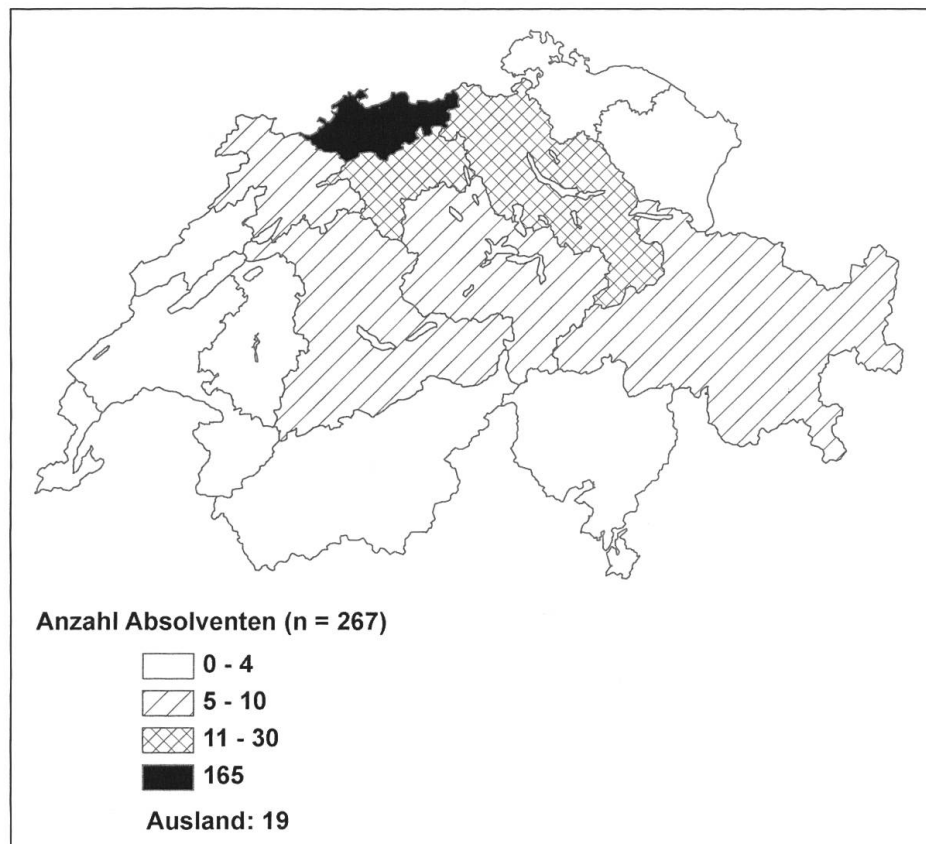 Anzahl Absolventen (n = 267)
0 - 4
5 - 10
11 - 30
165
Ausland: 19